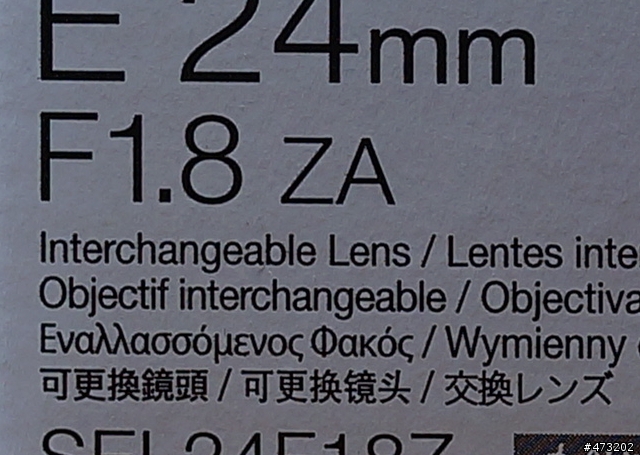 E 24mm
F1.8 ZA
Interchangeable Lens / Lentes inte
Objectif interchangeable / Objectiva
Εναλλασσόμενος Φακός / Wymienny
可更換鏡頭 / 可更换镜头 / 交換レンズ
SEL24F18Z
#473202